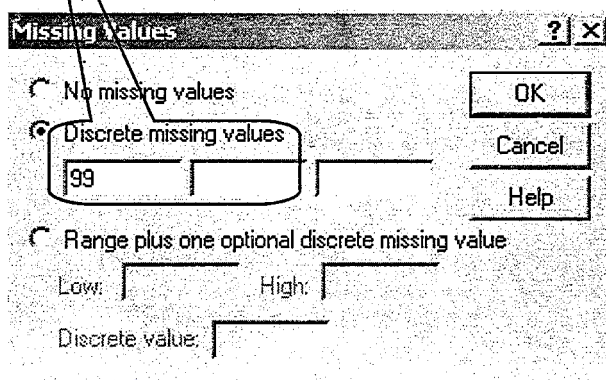 Missing Values ? ×
No missing values OK
Discrete missing values Cancel
99 Help
Range plus one optional discrete missing value
Low: High:
Discrete value: